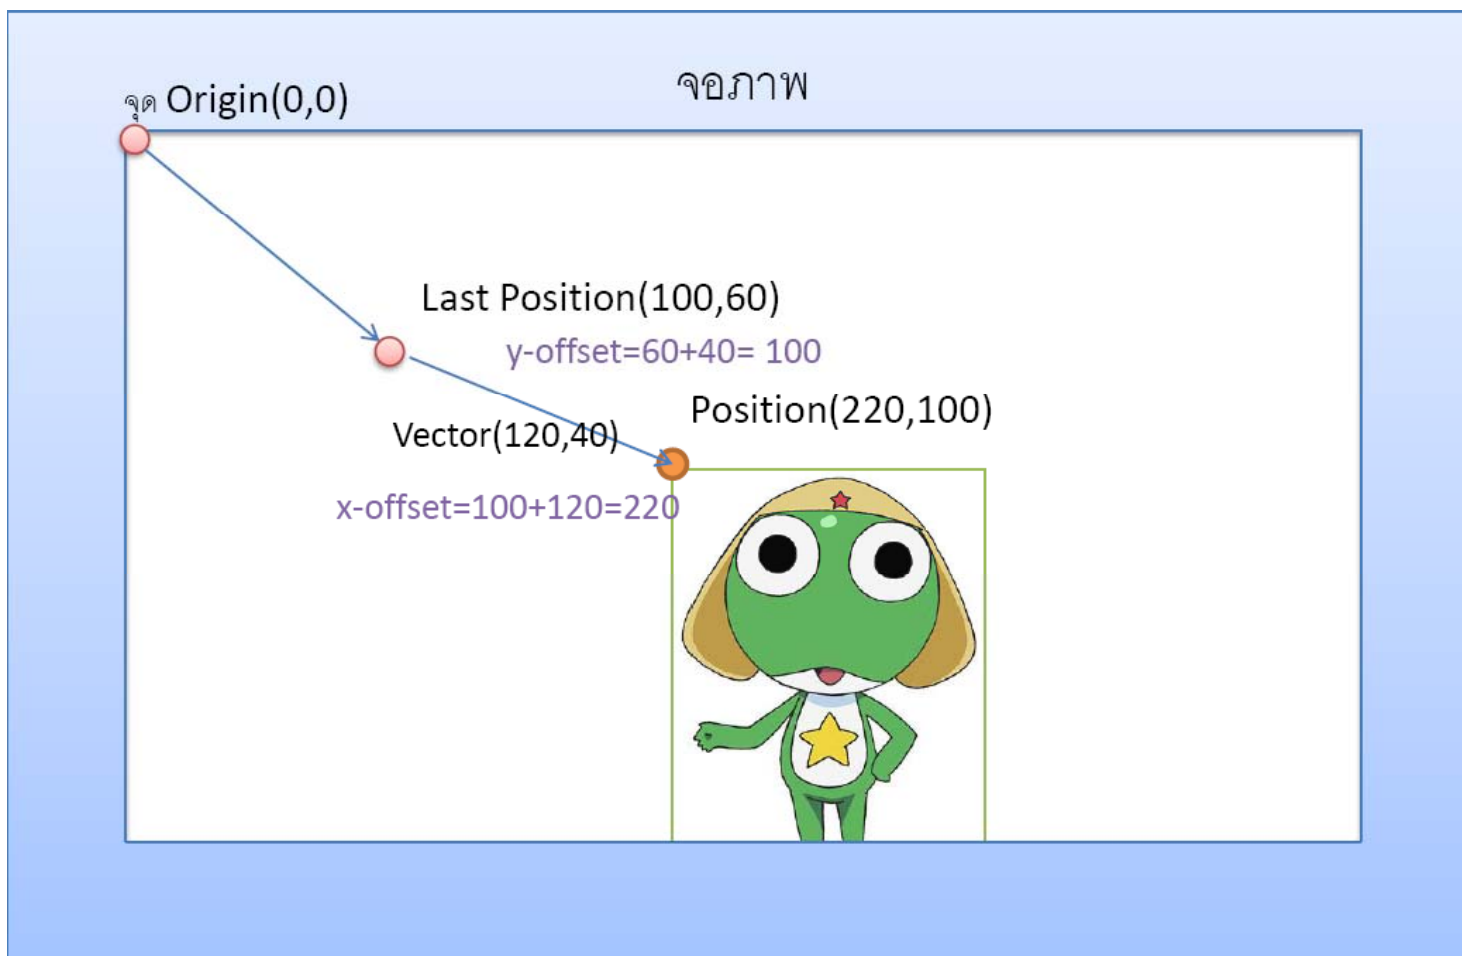 จอภาพ
จุด Origin(0,0)
Last Position(100,60)
y-offset=60+40= 100
Position(220,100)
Vector(120,40)
x-offset=100+120=220